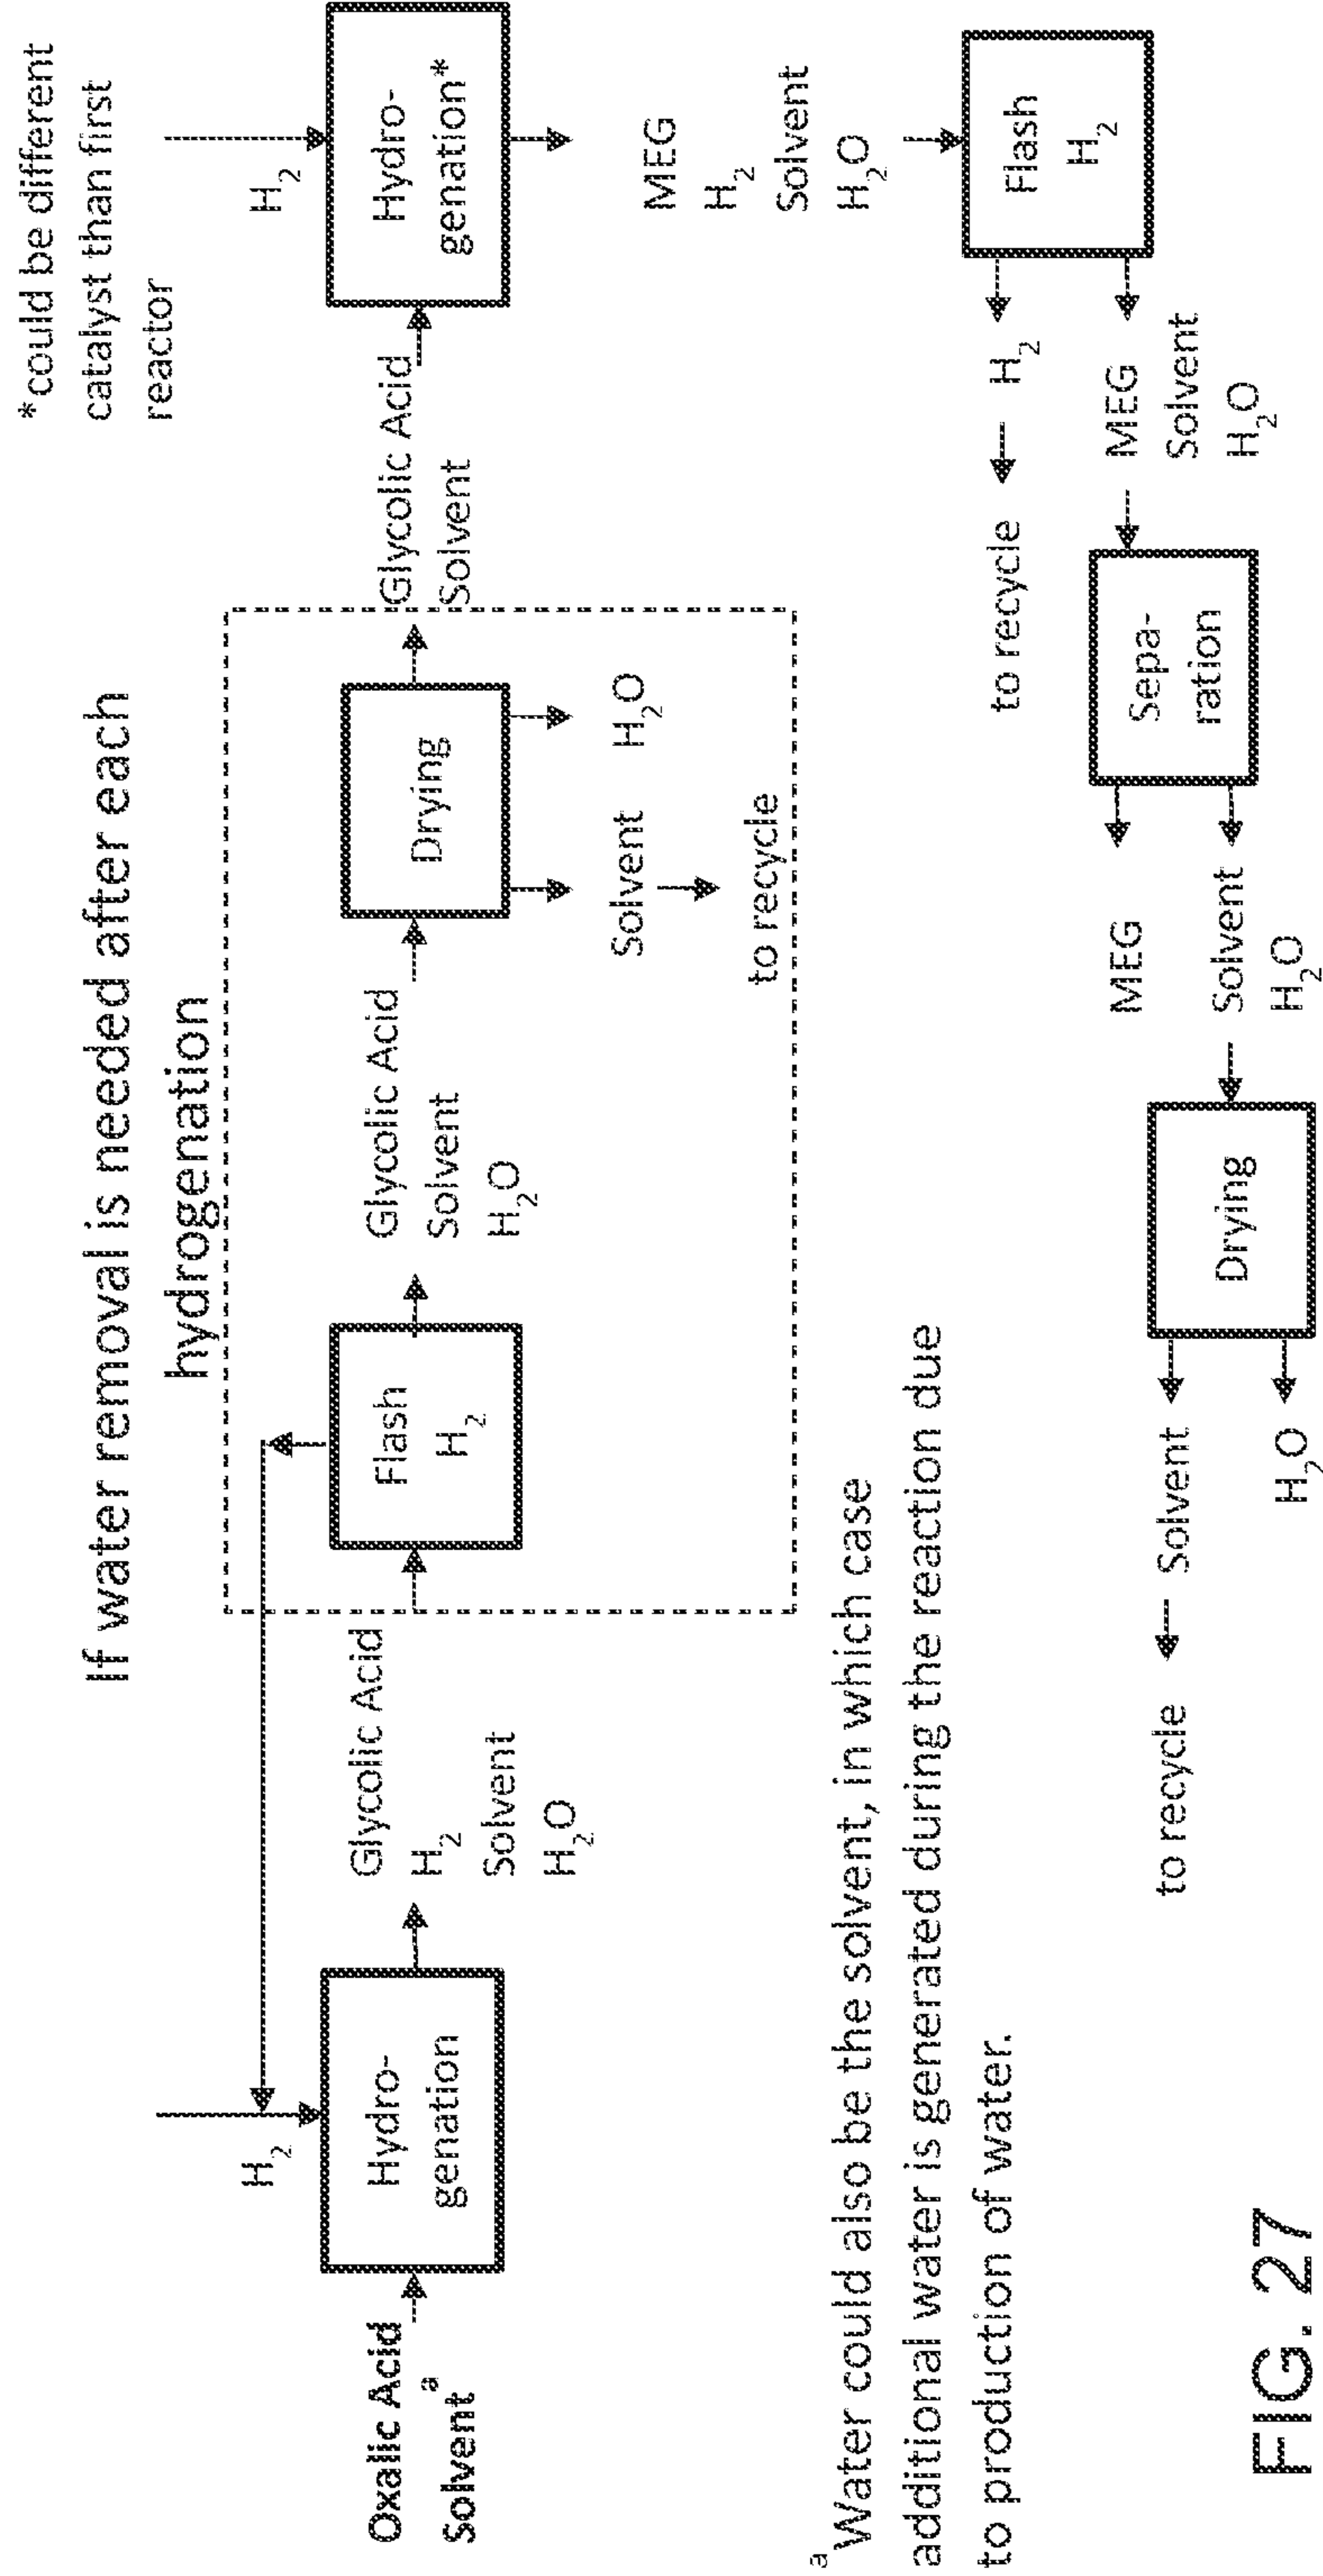 If water removal is needed after each
hydrogenation
*could be different
catalyst than first
reactor
H2
Oxalic Acid
Solvent a
Hydro-
genation
Glycolic Acid
H2
Solvent
H2O
Flash
H2
Glycolic Acid
Solvent
H2O
Drying
Solvent
to recycle
H2O
Glycolic Acid
Solvent
H2
Hydro-
genation*
MEG
H2
Solvent
H2O
Flash
H2
H2
to recycle
MEG
Solvent
H2O
Sepa-
ration
MEG
Solvent
H2O
Drying
Solvent
to recycle
H2O
a Water could also be the solvent, in which case
additional water is generated during the reaction due
to production of water.
FIG. 27